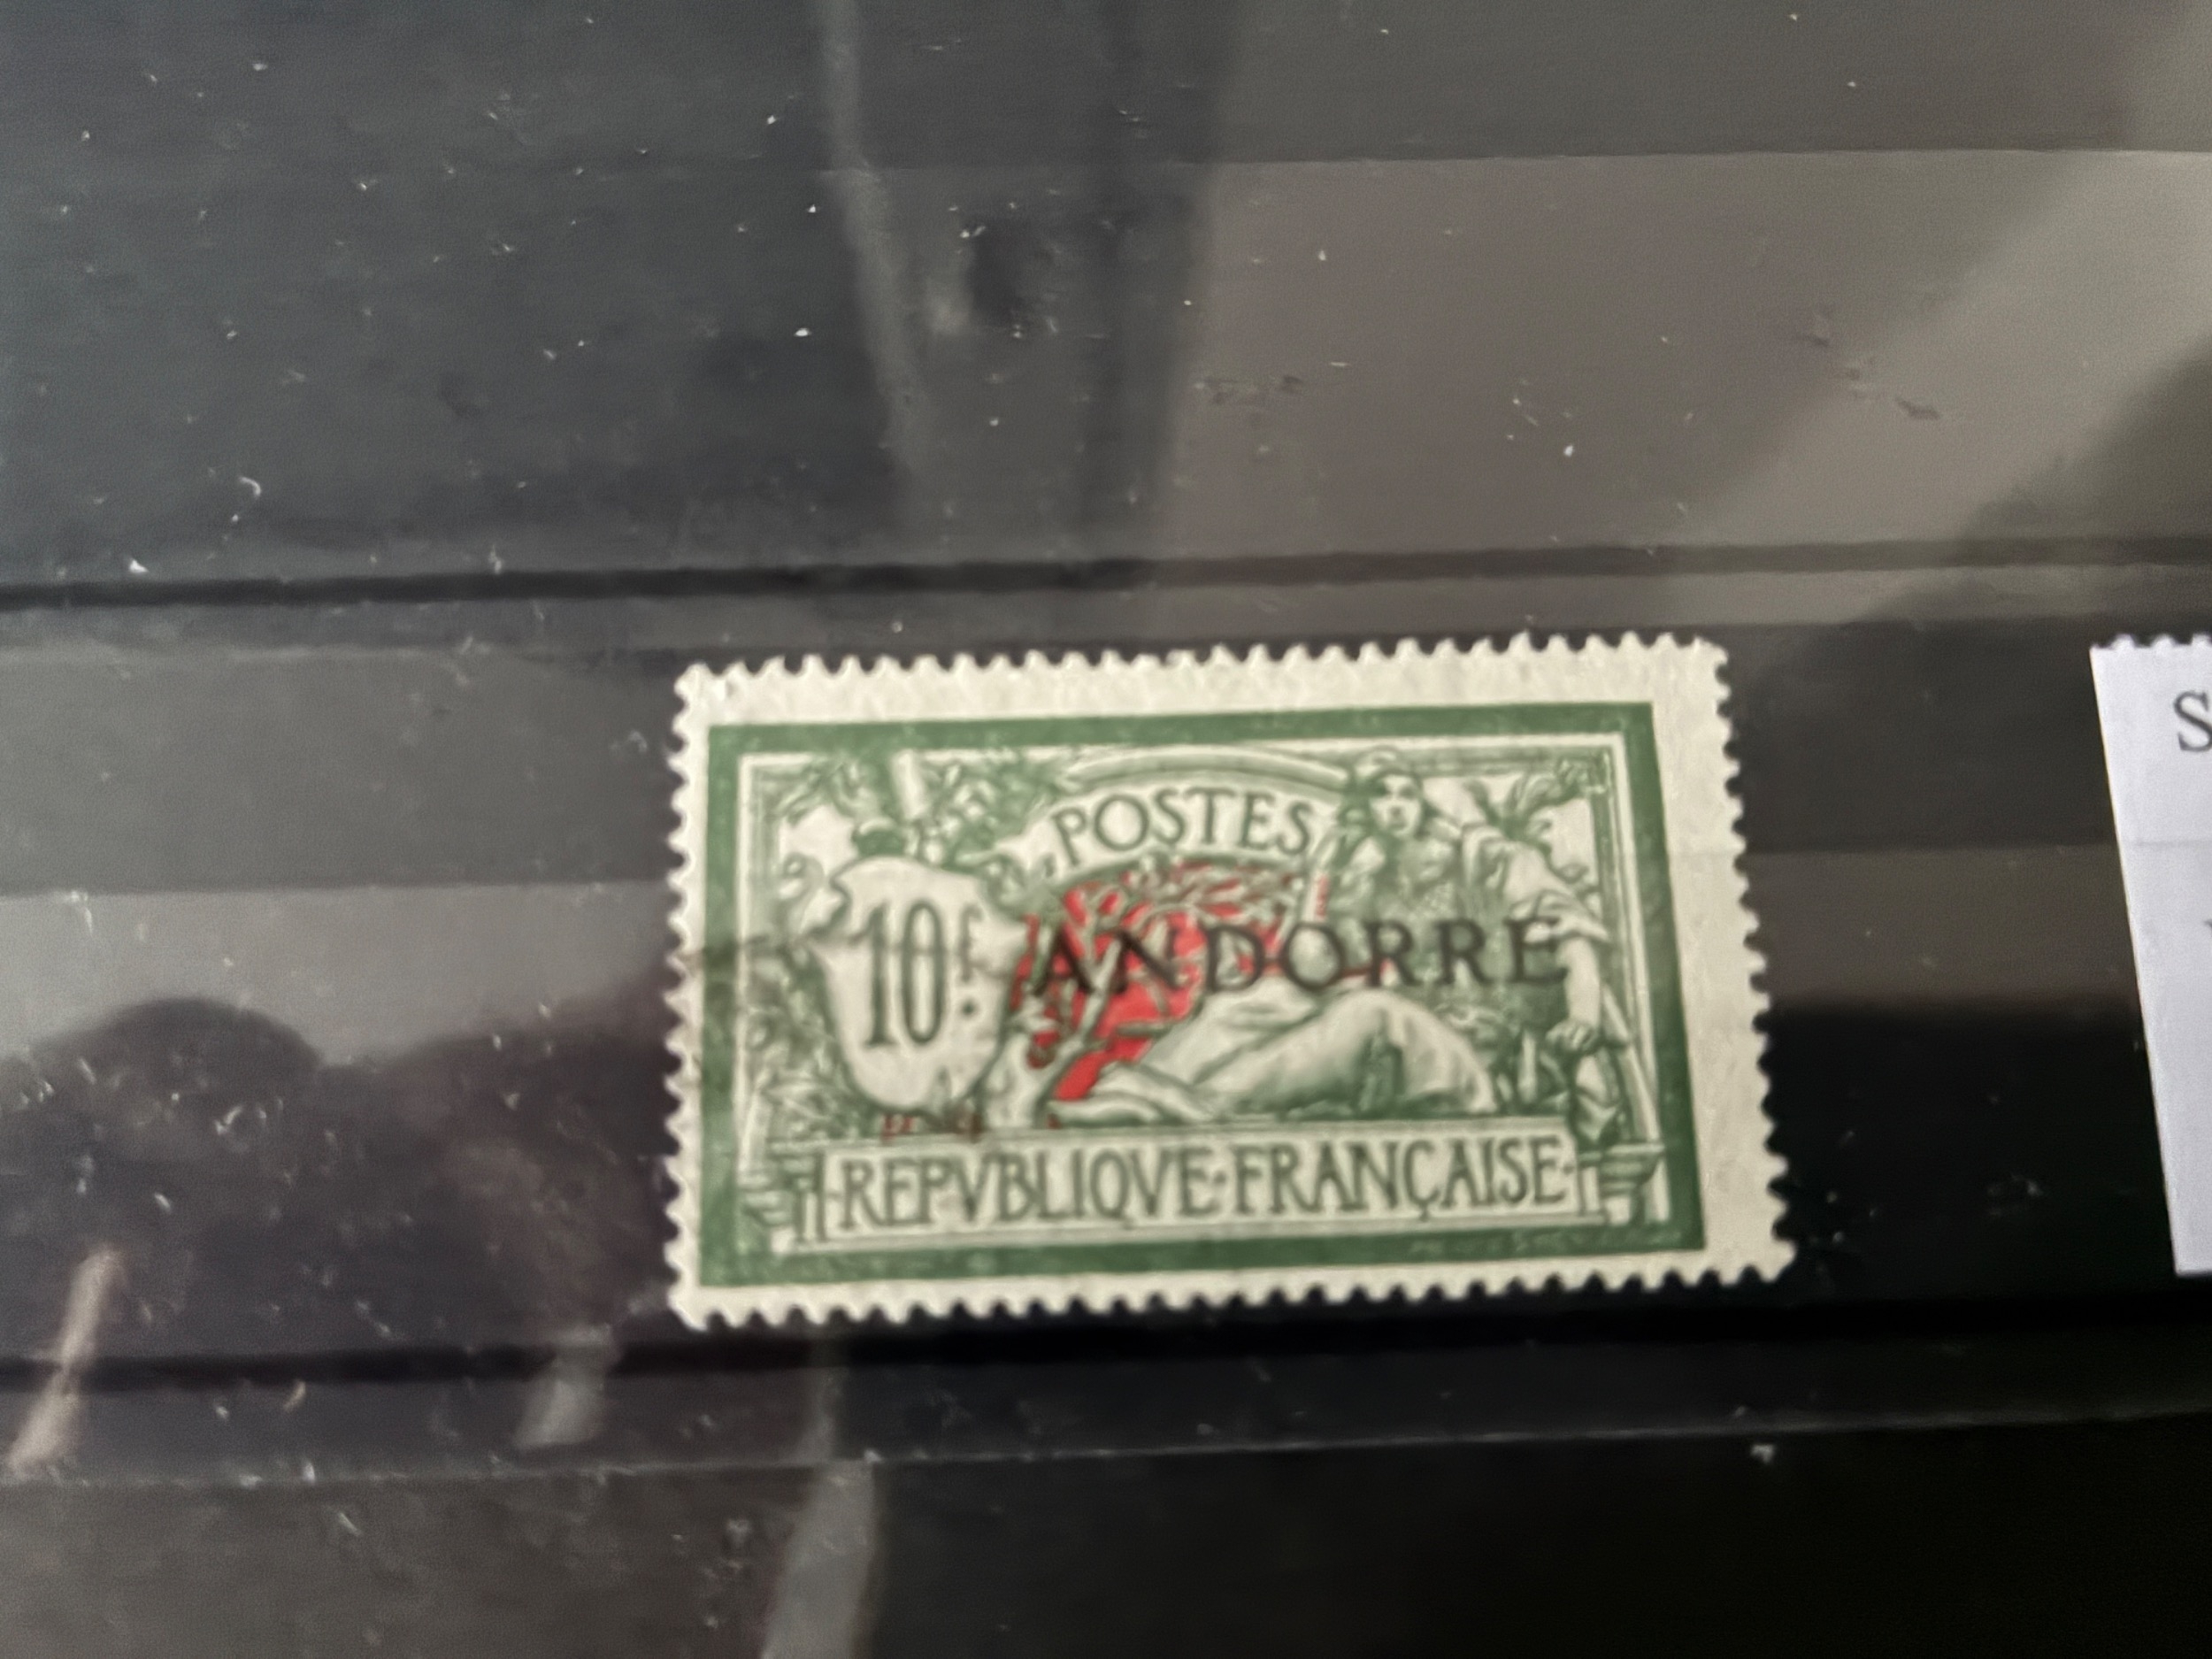 POSTES
10F.
ANDORRE
·REPVBLIQVE·FRANÇAISE·
S